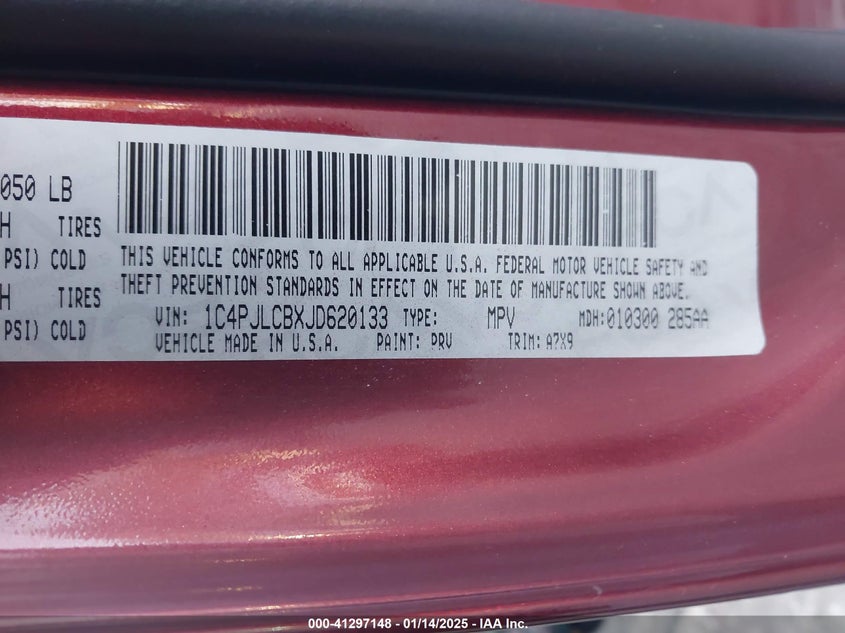 050 LB
H TIRES
PSI) COLD
H TIRES
PSI) COLD
THIS VEHICLE CONFORMS TO ALL APPLICABLE U.S.A. FEDERAL MOTOR VEHICLE SAFETY AND
THEFT PREVENTION STANDARDS IN EFFECT ON THE DATE OF MANUFACTURE SHOWN ABOVE.
VIN: 1C4PJLCBXJD620133 TYPE: MPV MDH:010300 285AA
VEHICLE MADE IN U.S.A. PAINT: PRV TRIM: A7X9
000-41297148 - 01/14/2025 - IAA Inc.